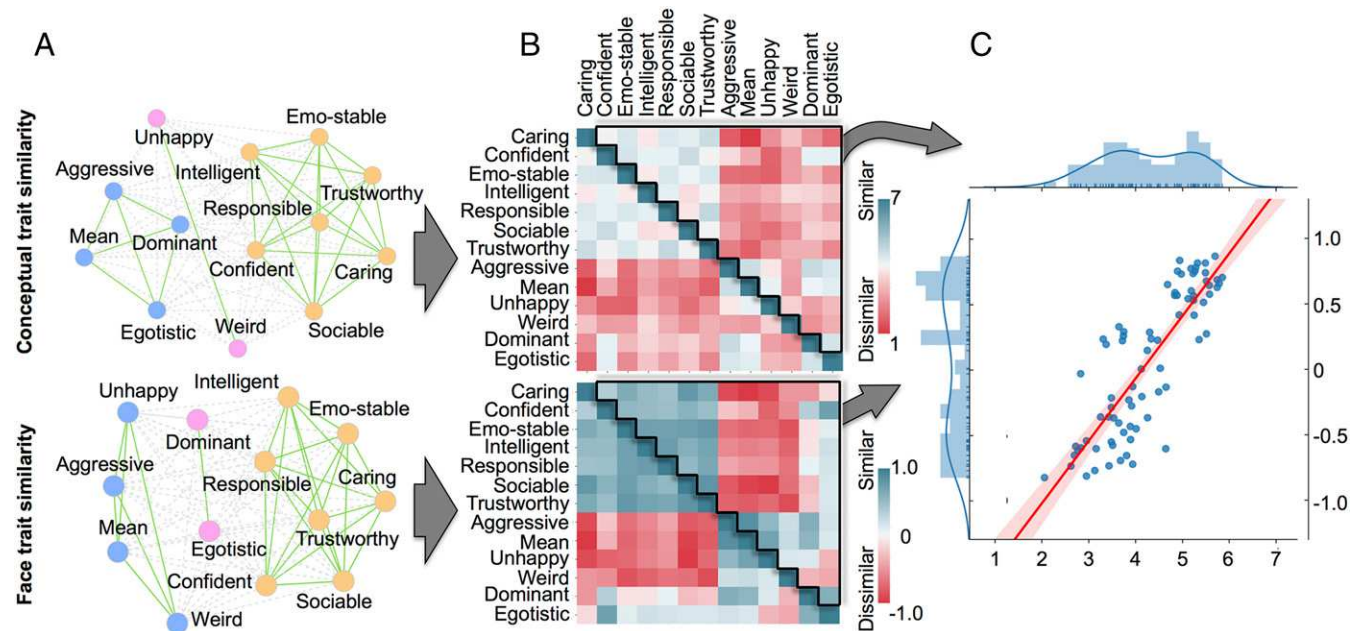 A
B
C
Conceptual trait similarity
Unhappy
Emo-stable
Aggressive
Intelligent
Trustworthy
Responsible
Mean
Dominant
Confident
Caring
Egotistic
Weird
Sociable
Face trait similarity
Unhappy
Intelligent
Emo-stable
Dominant
Aggressive
Responsible
Caring
Mean
Trustworthy
Egotistic
Confident
Sociable
Weird
Caring
Confident
Emo-stable
Intelligent
Responsible
Sociable
Trustworthy
Aggressive
Mean
Unhappy
Weird
Dominant
Egotistic
Caring
Confident
Emo-stable
Intelligent
Responsible
Sociable
Trustworthy
Aggressive
Mean
Unhappy
Weird
Dominant
Egotistic
Similar
7
Dissimilar
1
Caring
Confident
Emo-stable
Intelligent
Responsible
Sociable
Trustworthy
Aggressive
Mean
Unhappy
Weird
Dominant
Egotistic
Similar
1.0
0
Dissimilar
-1.0
1.0
0.5
0
-0.5
-1.0
1 2 3 4 5 6 7